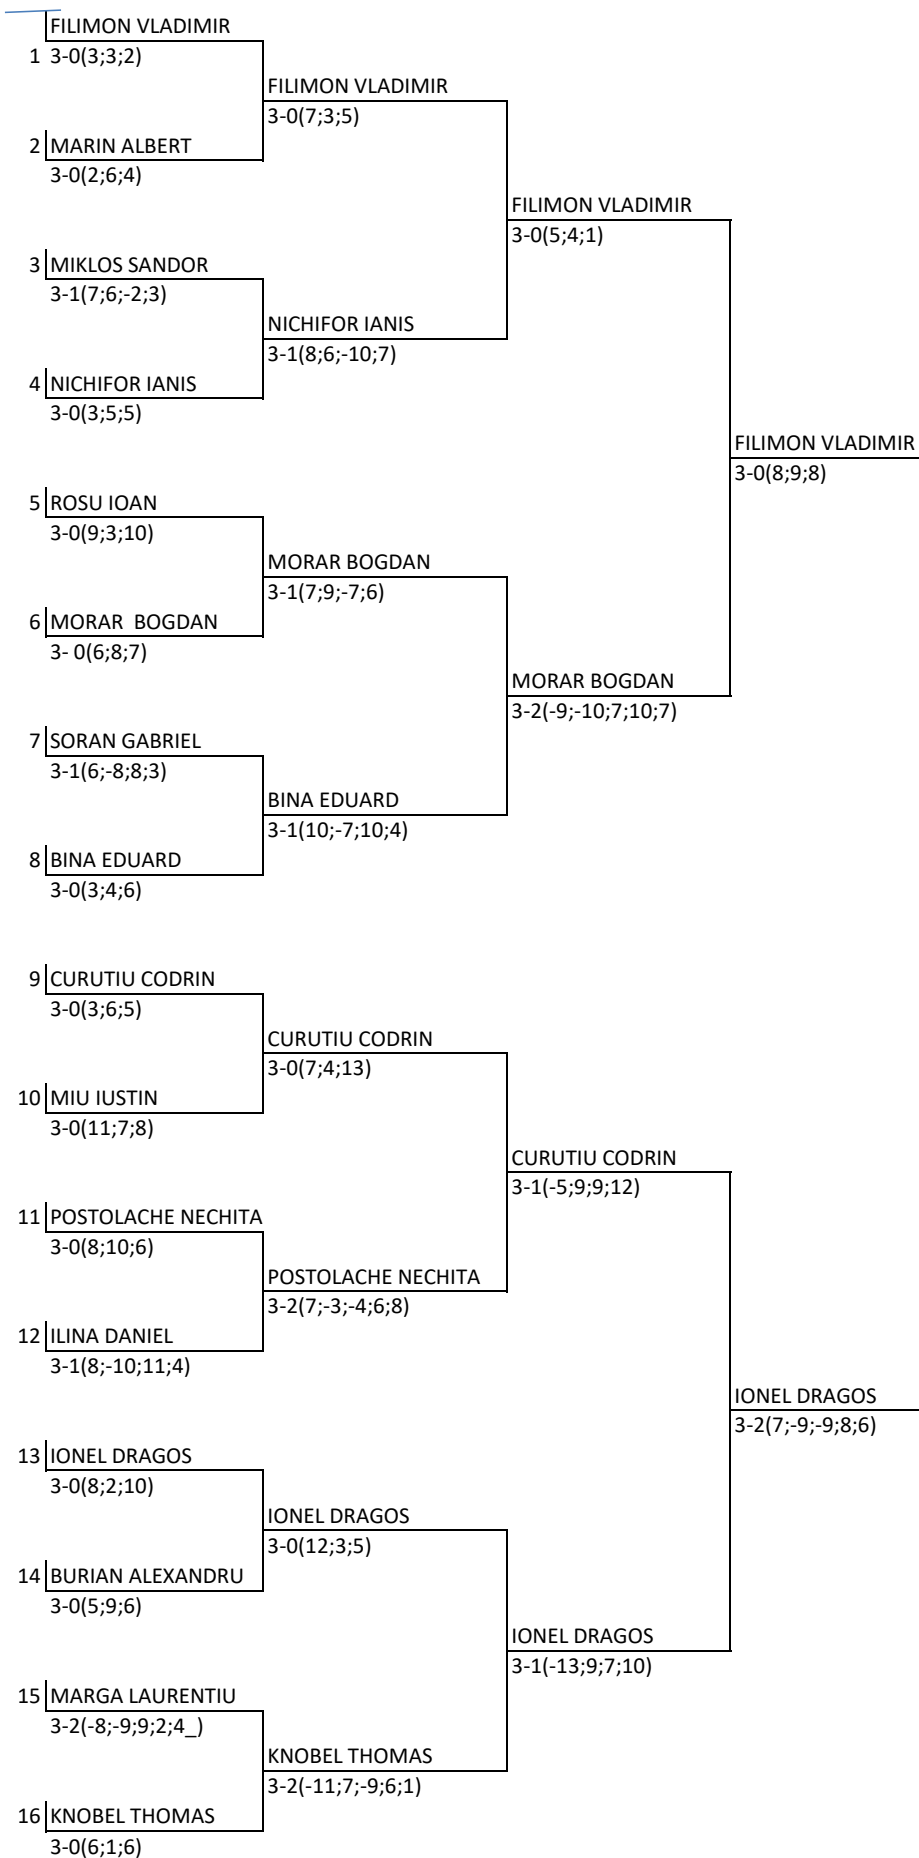 FILIMON VLADIMIR
1 3-0(3;3;2)
FILIMON VLADIMIR
3-0(7;3;5)
2 MARIN ALBERT
3-0(2;6;4)
FILIMON VLADIMIR
3-0(5;4;1)
3 MIKLOS SANDOR
3-1(7;6;-2;3)
NICHIFOR IANIS
3-1(8;6;-10;7)
4 NICHIFOR IANIS
3-0(3;5;5)
FILIMON VLADIMIR
3-0(8;9;8)
5 ROSU IOAN
3-0(9;3;10)
MORAR BOGDAN
3-1(7;9;-7;6)
6 MORAR  BOGDAN
3- 0(6;8;7)
MORAR BOGDAN
3-2(-9;-10;7;10;7)
7 SORAN GABRIEL
3-1(6;-8;8;3)
BINA EDUARD
3-1(10;-7;10;4)
8 BINA EDUARD
3-0(3;4;6)
9 CURUTIU CODRIN
3-0(3;6;5)
CURUTIU CODRIN
3-0(7;4;13)
10 MIU IUSTIN
3-0(11;7;8)
CURUTIU CODRIN
3-1(-5;9;9;12)
11 POSTOLACHE NECHITA
3-0(8;10;6)
POSTOLACHE NECHITA
3-2(7;-3;-4;6;8)
12 ILINA DANIEL
3-1(8;-10;11;4)
IONEL DRAGOS
3-2(7;-9;-9;8;6)
13 IONEL DRAGOS
3-0(8;2;10)
IONEL DRAGOS
3-0(12;3;5)
14 BURIAN ALEXANDRU
3-0(5;9;6)
IONEL DRAGOS
3-1(-13;9;7;10)
15 MARGA LAURENTIU
3-2(-8;-9;9;2;4_)
KNOBEL THOMAS
3-2(-11;7;-9;6;1)
16 KNOBEL THOMAS
3-0(6;1;6)